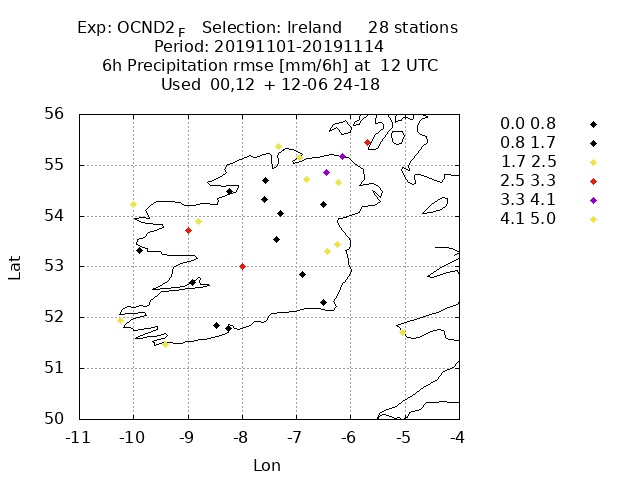 Exp: OCND2 F Selection: Ireland 28 stations
Period: 20191101-20191114
6h Precipitation rmse [mm/6h] at 12 UTC
Used 00,12 + 12-06 24-18
56
55
54
53
52
51
50
-11 -10 -9 -8 -7 -6 -5 -4
Lat
Lon
0.0 0.8
0.8 1.7
1.7 2.5
2.5 3.3
3.3 4.1
4.1 5.0